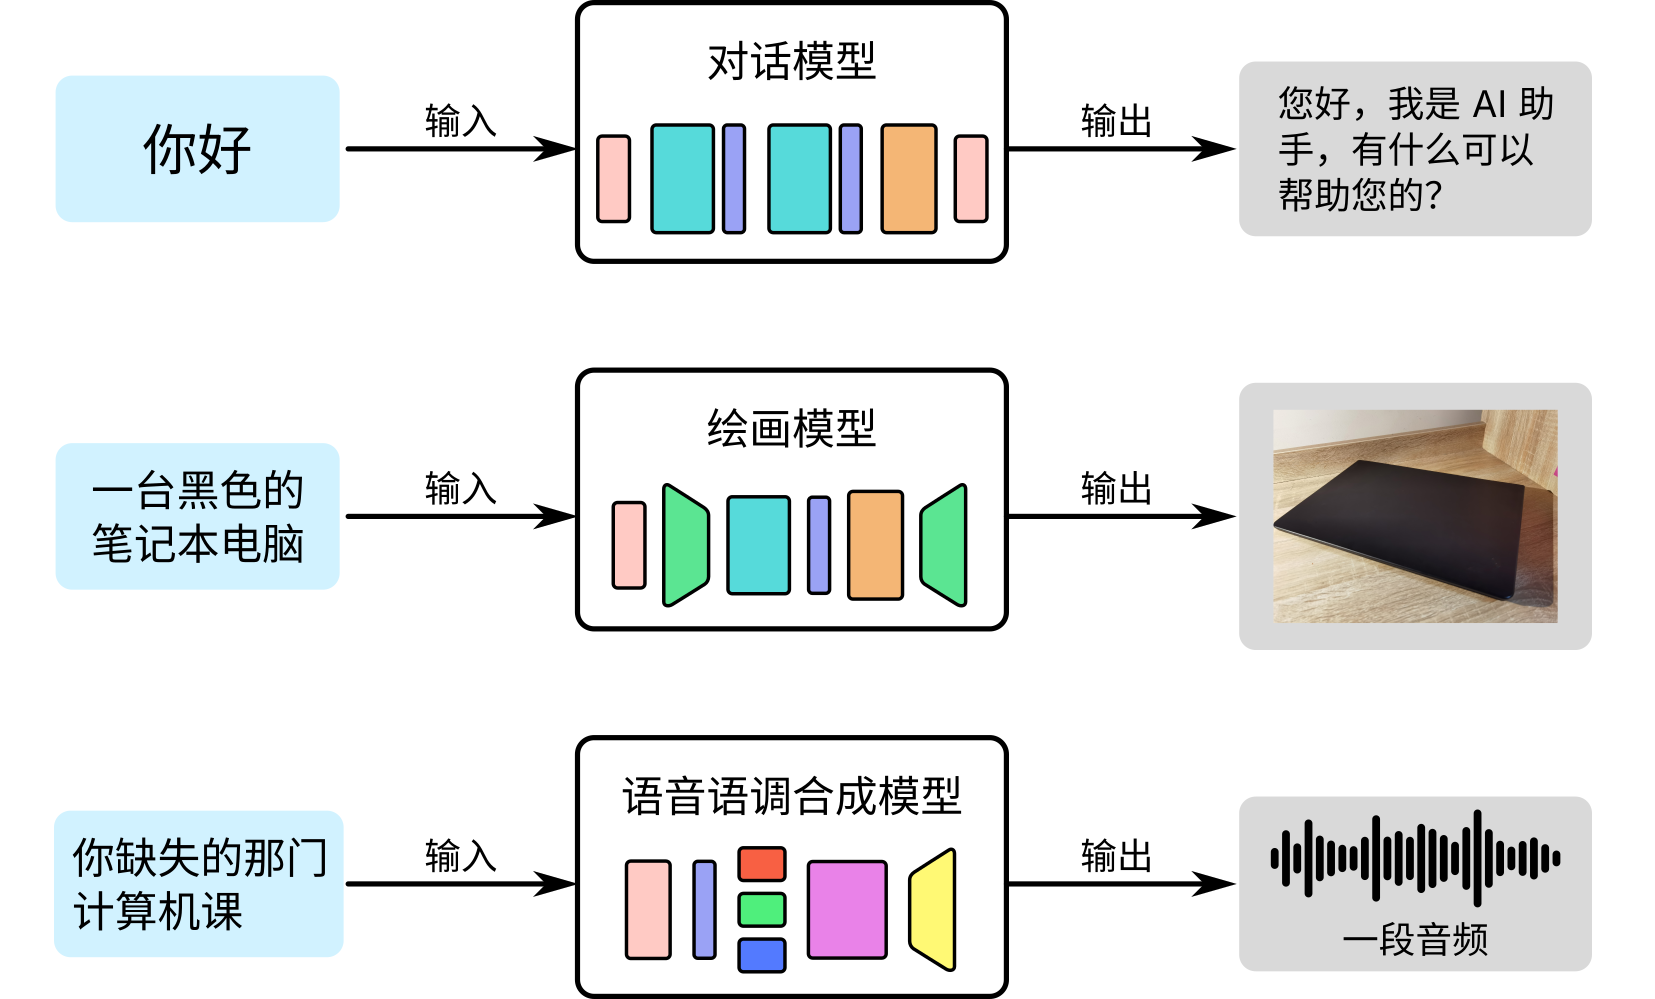 对话模型
你好
输入
输出
您好，我是 AI 助
手，有什么可以
帮助您的？
绘画模型
一台黑色的
笔记本电脑
输入
输出
语音语调合成模型
你缺失的那门
计算机课
输入
输出
一段音频